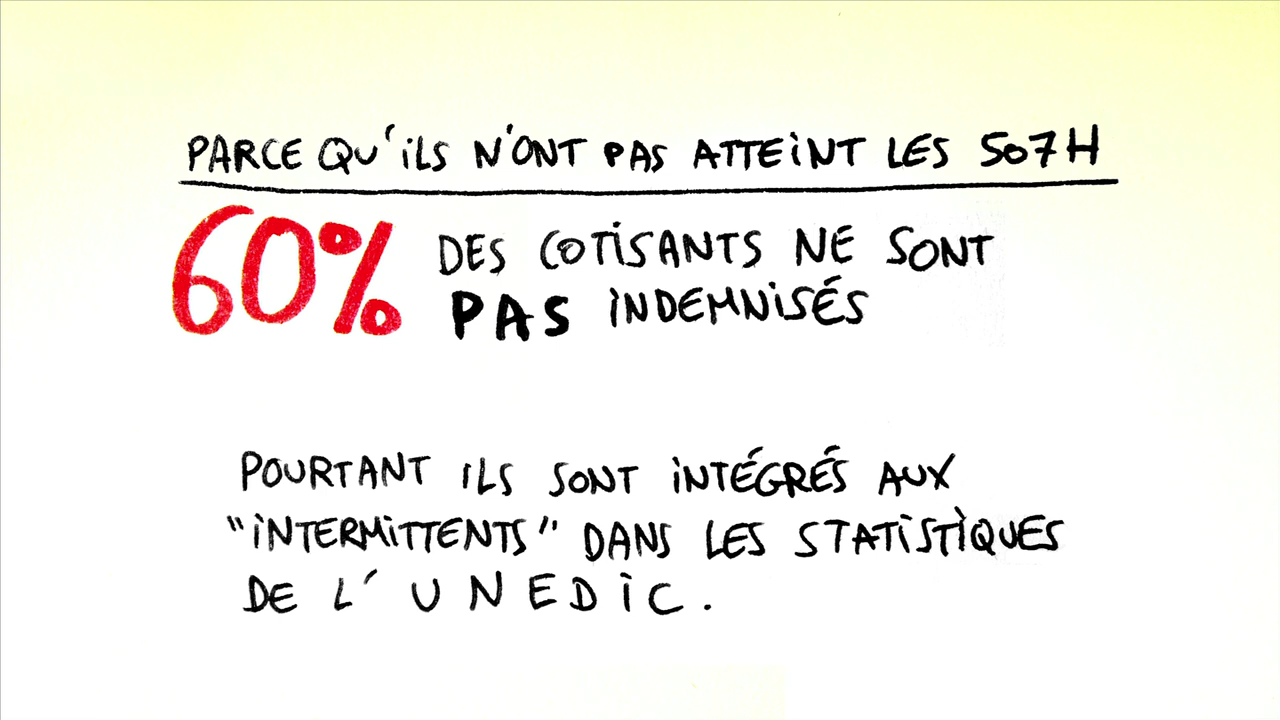 PARCE QU'iLS N'ONT PAS ATTEiNT LES 507H
60% DES COTiSANTS NE SONT
PAS iNDEMNiSÉS
POURTANT ILS SONT iNTÉGRÉS AUX
"iNTERMiTTENTS" DANS LES STATiSTiQUES
DE L'UNEDiC.